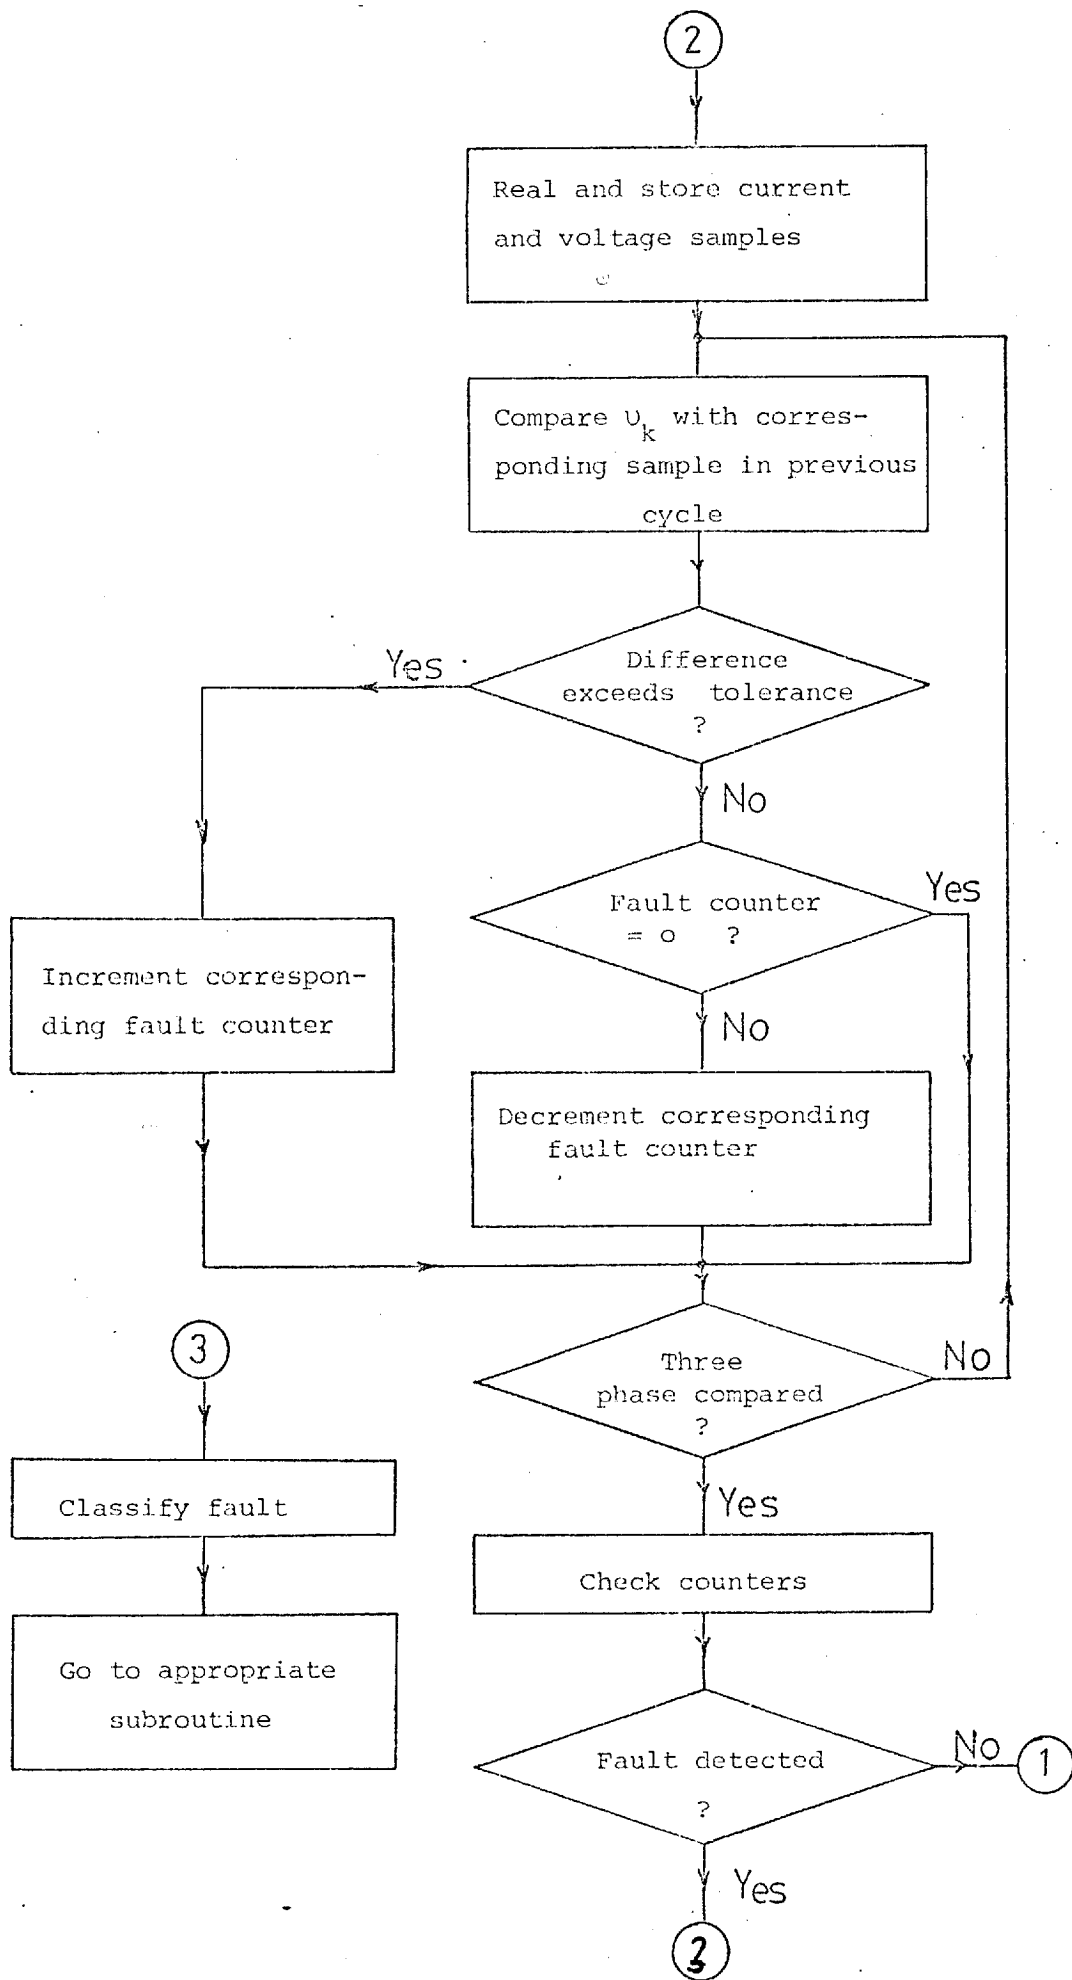 2
Real and store current
and voltage samples
Compare υk with corres-
ponding sample in previous
cycle
Difference
exceeds tolerance
?
Yes
No
Fault counter
= o ?
Yes
No
Increment correspon-
ding fault counter
Decrement corresponding
fault counter
Three
phase compared
?
No
Yes
3
Classify fault
Go to appropriate
subroutine
Check counters
Fault detected
?
No
1
Yes